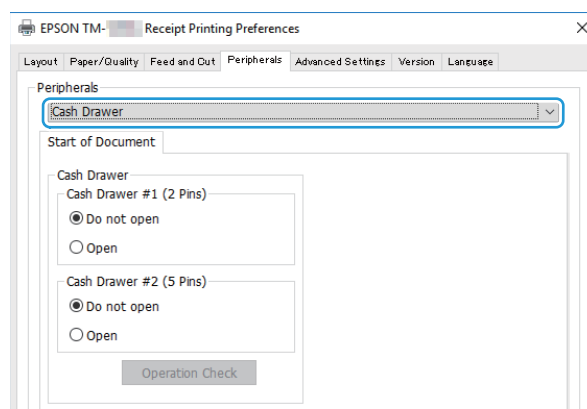 EPSON TM- Receipt Printing Preferences
Layout Paper/Quality Feed and Cut Peripherals Advanced Settings Version Language
Peripherals
Cash Drawer
Start of Document
Cash Drawer
Cash Drawer #1 (2 Pins)
Do not open
Open
Cash Drawer #2 (5 Pins)
Do not open
Open
Operation Check